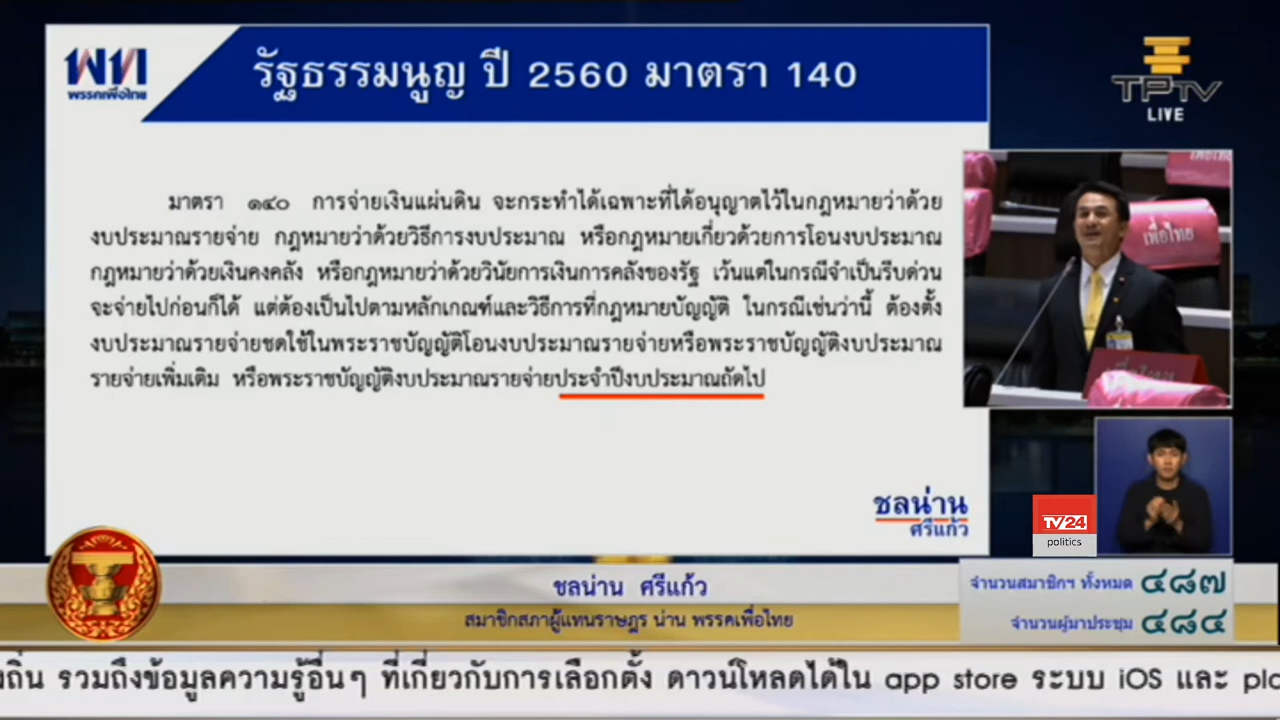 พท
พรรคเพื่อไทย
รัฐธรรมนูญ ปี 2560 มาตรา 140
TPTV
LIVE
มาตรา ๑๔๐ การจ่ายเงินแผ่นดิน จะกระทำได้เฉพาะที่ได้อนุญาตไว้ในกฎหมายว่าด้วย
งบประมาณรายจ่าย กฎหมายว่าด้วยวิธีการงบประมาณ หรือกฎหมายเกี่ยวด้วยการโอนงบประมาณ
กฎหมายว่าด้วยเงินคงคลัง หรือกฎหมายว่าด้วยวินัยการเงินการคลังของรัฐ เว้นแต่ในกรณีจำเป็นรีบด่วน
จะจ่ายไปก่อนก็ได้ แต่ต้องเป็นไปตามหลักเกณฑ์และวิธีการที่กฎหมายบัญญัติ ในกรณีเช่นว่านี้ ต้องตั้ง
งบประมาณรายจ่ายชดใช้ในพระราชบัญญัติโอนงบประมาณรายจ่ายหรือพระราชบัญญัติงบประมาณ
รายจ่ายเพิ่มเติม หรือพระราชบัญญัติงบประมาณรายจ่ายประจำปีงบประมาณถัดไป
เพื่อไทย
ชลน่าน
ศรีแก้ว
TV24
politics
ชลน่าน ศรีแก้ว
สมาชิกสภาผู้แทนราษฎร น่าน พรรคเพื่อไทย
จำนวนสมาชิกฯ ทั้งหมด ๔๘๗
จำนวนผู้มาประชุม ๔๘๔
งถิ่น รวมถึงข้อมูลความรู้อื่นๆ ที่เกี่ยวกับการเลือกตั้ง ดาวน์โหลดได้ใน app store ระบบ iOS และ pla